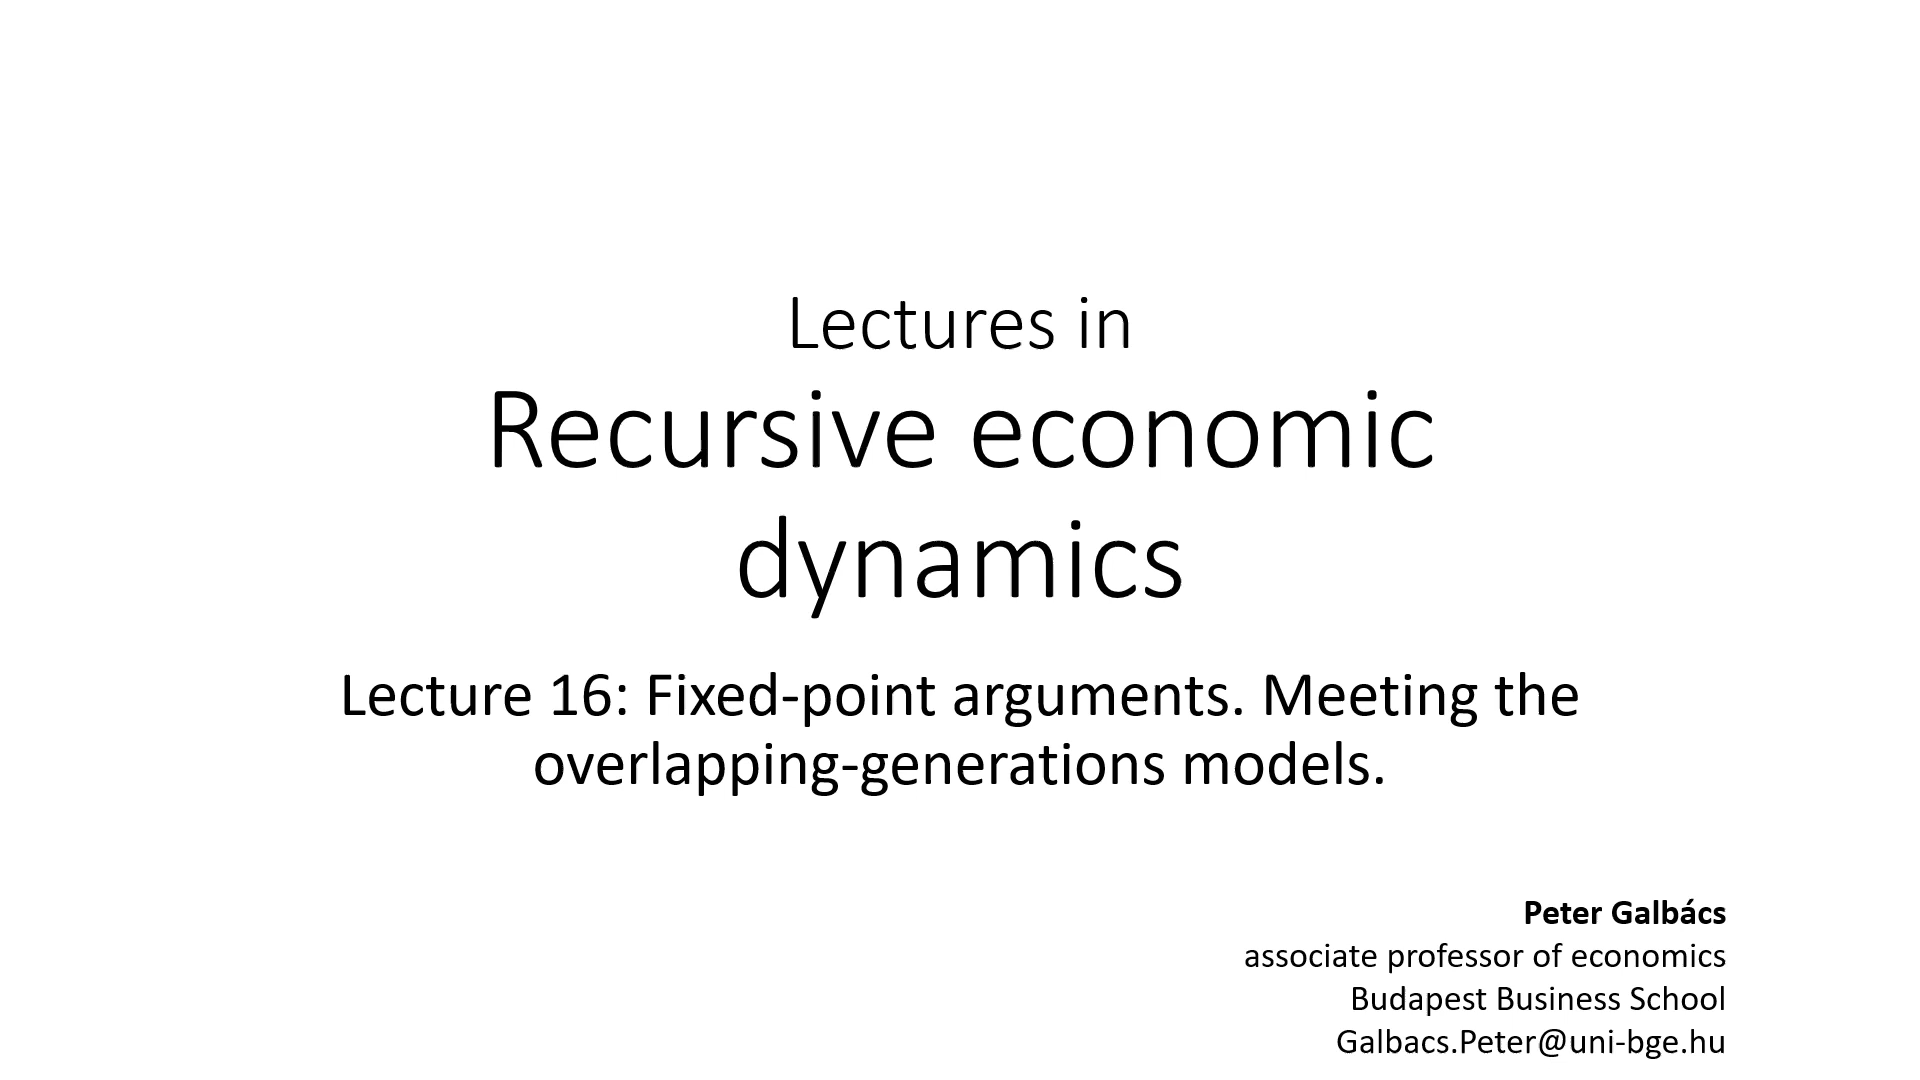 Lectures in
Recursive economic
dynamics
Lecture 16: Fixed-point arguments. Meeting the
overlapping-generations models.
Peter Galbács
associate professor of economics
Budapest Business School
Galbacs.Peter@uni-bge.hu